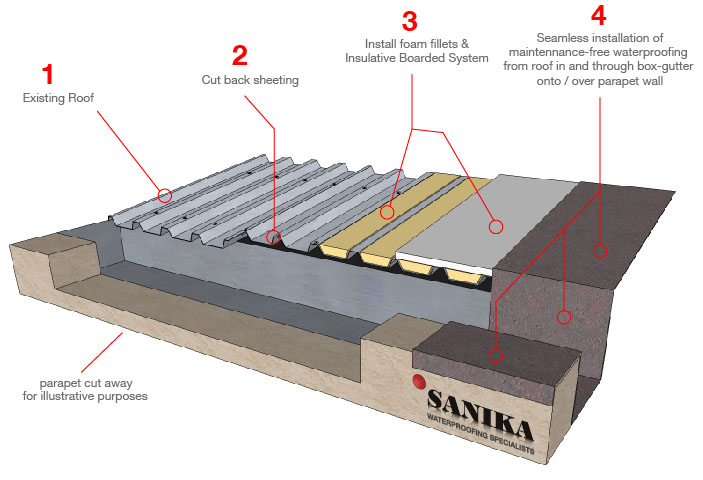 1
Existing Roof
2
Cut back sheeting
3
Install foam fillets &
Insulative Boarded System
4
Seamless installation of
maintennance-free waterproofing
from roof in and through box-gutter
onto / over parapet wall
parapet cut away
for illustrative purposes
SANIKA
WATERPROOFING SPECIALISTS